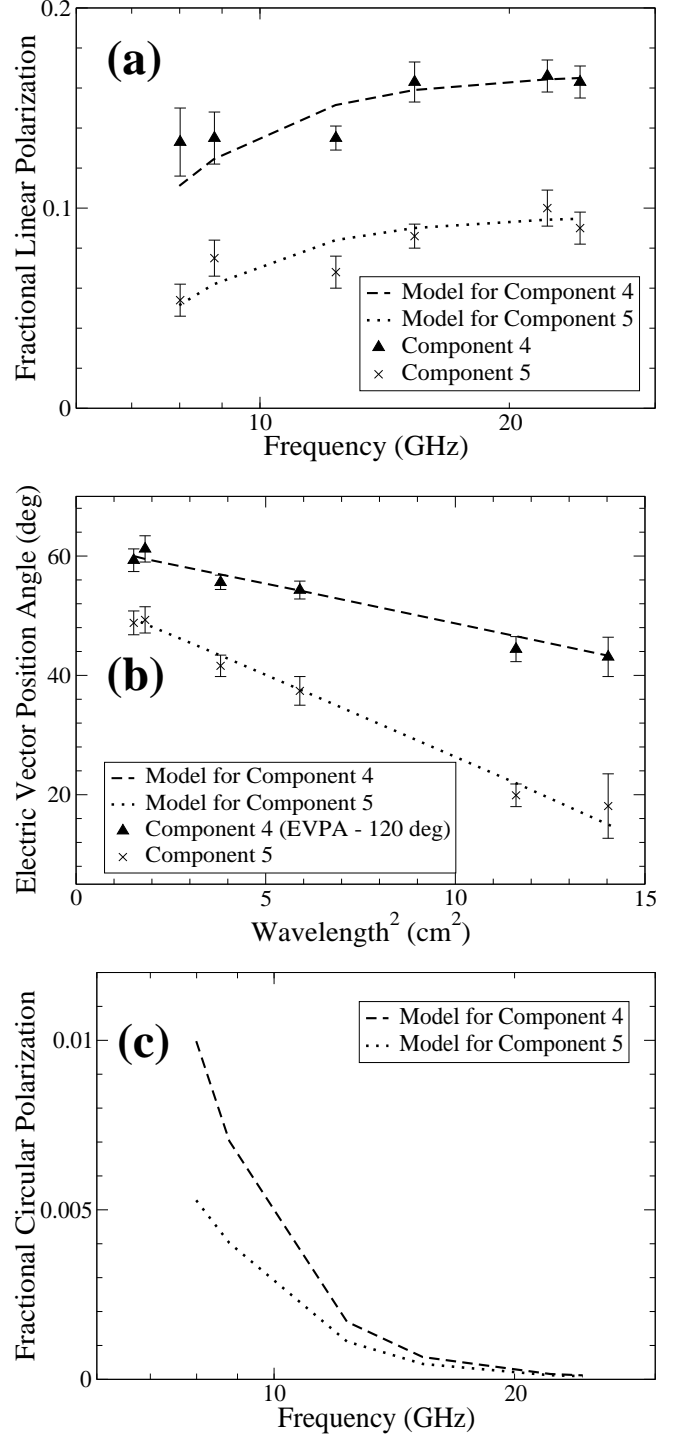 0.2
(a)
0.1
0
Fractional Linear Polarization
Model for Component 4
Model for Component 5
Component 4
Component 5
10
20
Frequency (GHz)
60
40
20
Electric Vector Position Angle (deg)
(b)
Model for Component 4
Model for Component 5
Component 4 (EVPA - 120 deg)
Component 5
0
5
10
15
Wavelength² (cm²)
0.01
0.005
0
Fractional Circular Polarization
(c)
Model for Component 4
Model for Component 5
10
20
Frequency (GHz)